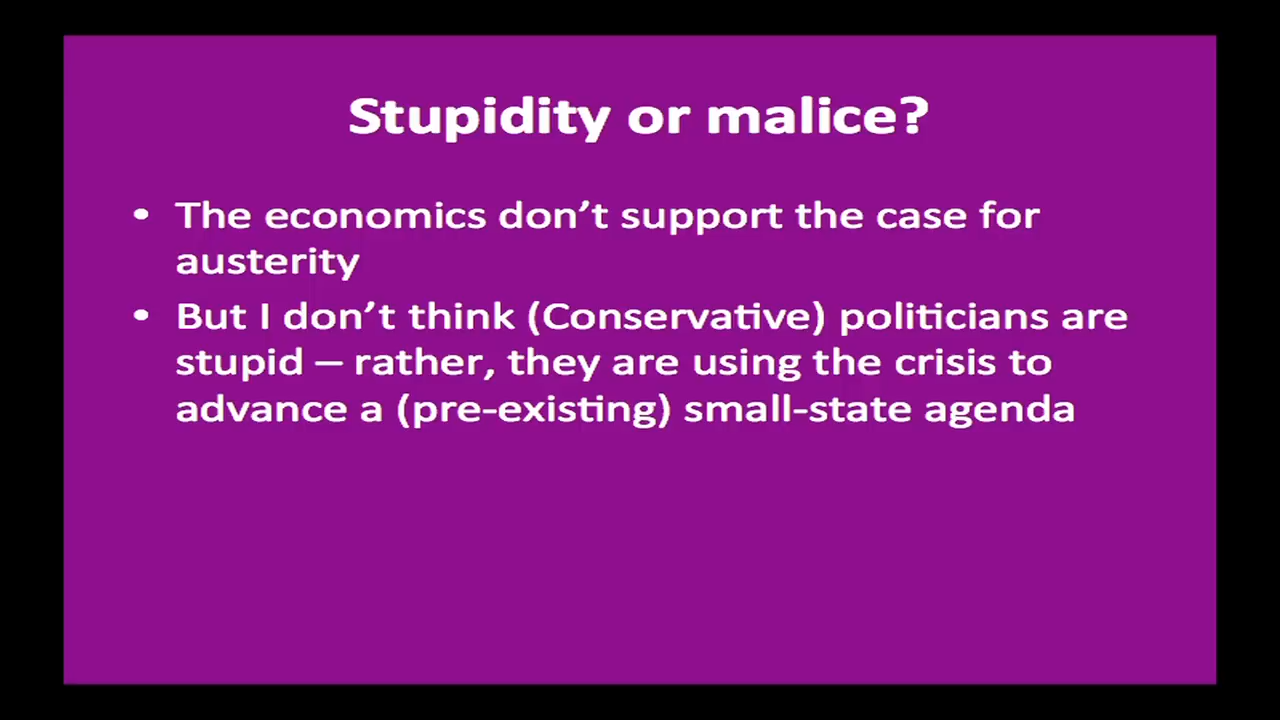 Stupidity or malice?
• The economics don't support the case for
austerity
• But I don't think (Conservative) politicians are
stupid – rather, they are using the crisis to
advance a (pre-existing) small-state agenda